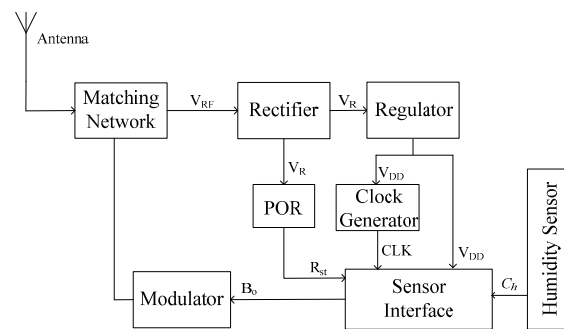 Antenna
Matching
Network
V_RF
Rectifier
V_R
Regulator
V_R
V_DD
POR
Clock
Generator
Humidity Sensor
R_st
CLK
V_DD
Modulator
B_o
Sensor
Interface
C_h